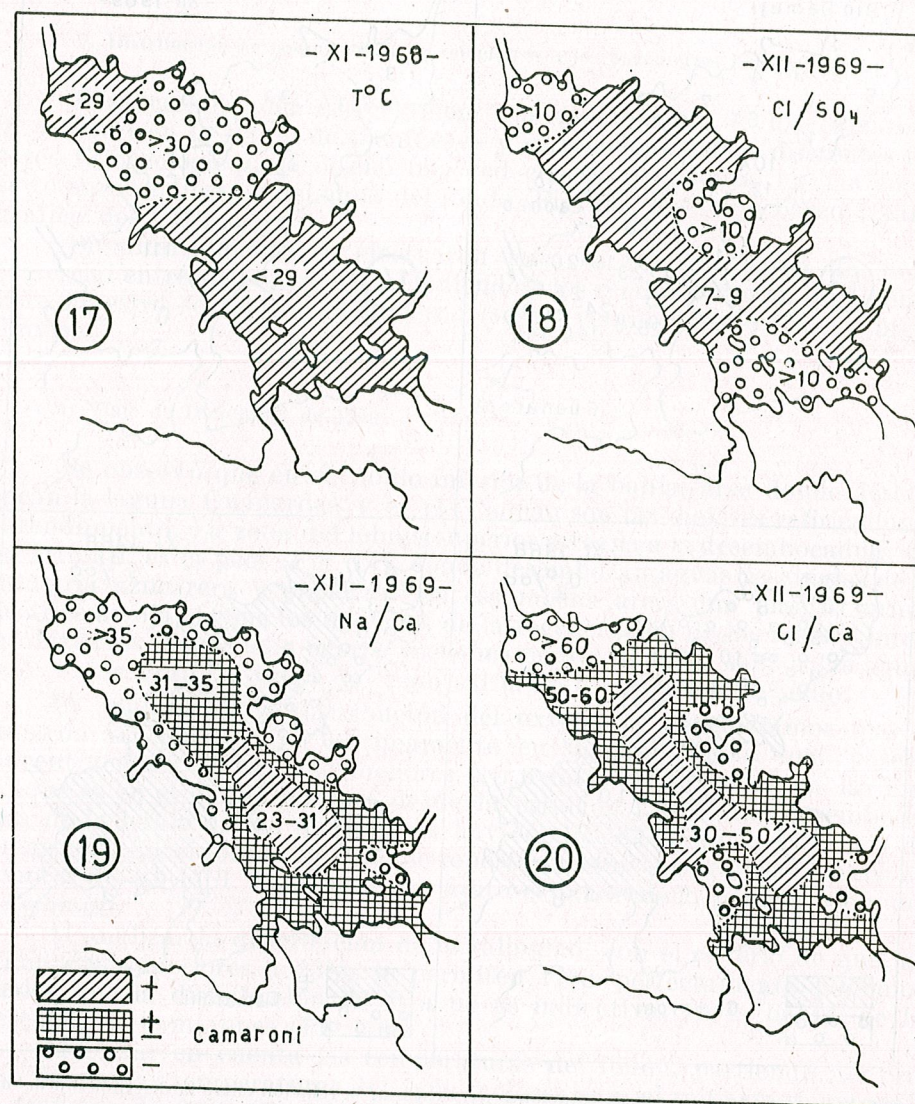 – XI – 1968 –
T°C
< 29
> 30
< 29
17
– XII – 1969 –
Cl / SO4
>10
>10
7–9
>10
18
– XII – 1969 –
Na / Ca
>35
31–35
23–31
19
– XII – 1969 –
Cl / Ca
>60
50–60
30–50
20
+
± Camaroni
–